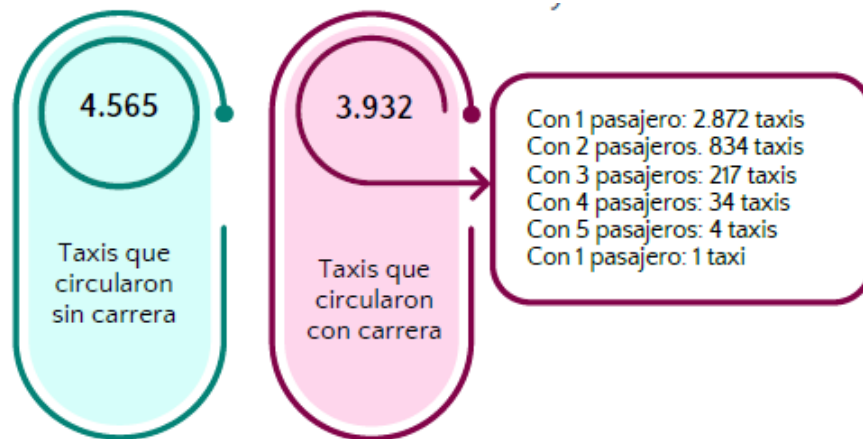 4.565
Taxis que
circularon
sin carrera
3.932
Taxis que
circularon
con carrera
Con 1 pasajero: 2.872 taxis
Con 2 pasajeros. 834 taxis
Con 3 pasajeros: 217 taxis
Con 4 pasajeros: 34 taxis
Con 5 pasajeros: 4 taxis
Con 1 pasajero: 1 taxi